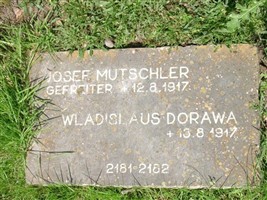 JOSEF MUTSCHLER
GEFREITER + 12.8.1917
WLADISLAUS DORAWA
+ 13.8.1917
2161-2162